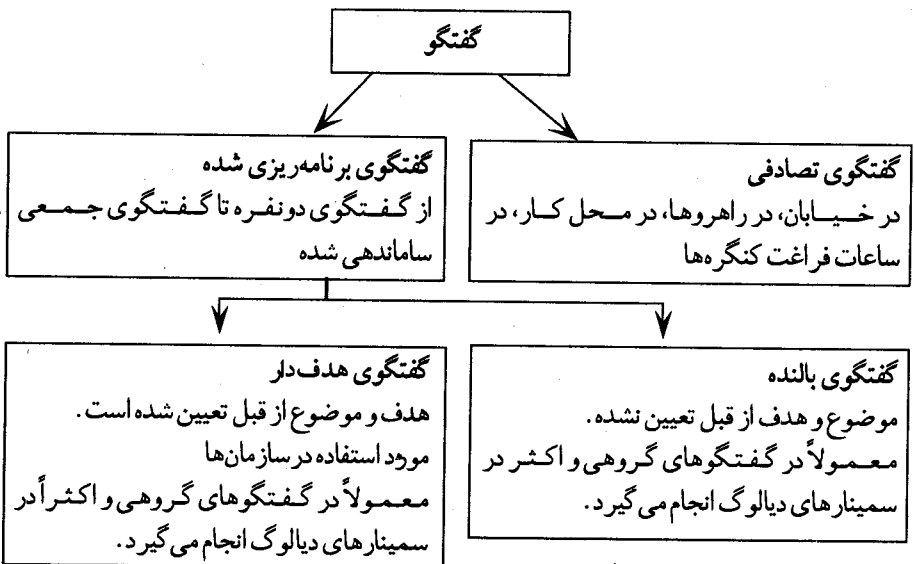 گفتگو
گفتگوی تصادفی
در خیابان، در راهروها، در محل کار، در
ساعات فراغت کنگره‌ها
گفتگوی برنامه‌ریزی شده
از گفتگوی دونفره تا گفتگوی جمعی
ساماندهی شده
گفتگوی بالنده
موضوع و هدف از قبل تعیین نشده.
معمولاً در گفتگوهای گروهی و اکثر در
سمینارهای دیالوگ انجام می‌گیرد.
گفتگوی هدف‌دار
هدف و موضوع از قبل تعیین شده است.
مورد استفاده در سازمان‌ها
معمولاً در گفتگوهای گروهی و اکثراً در
سمینارهای دیالوگ انجام می‌گیرد.